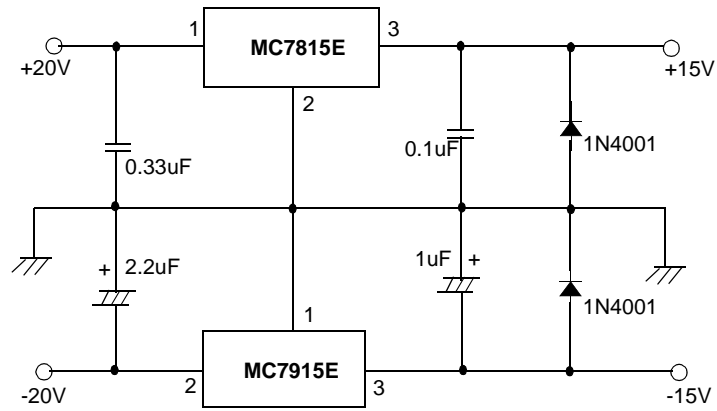 1
MC7815E
3
+20V
2
+15V
0.33uF
0.1uF
1N4001
+
2.2uF
1uF
+
1
1N4001
2
MC7915E
3
-20V
-15V